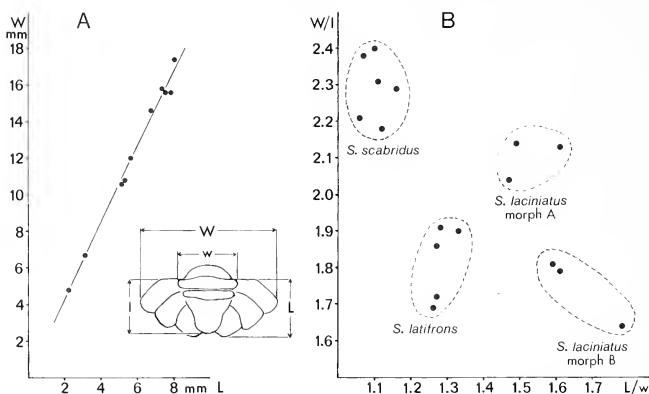 A
W
mm
18
16
14
12
10
8
6
4
2
2 4 6 8 mm L
W
w
l
L
B
W/l
2.4
2.3
2.2
2.1
2.0
1.9
1.8
1.7
1.6
1.1 1.2 1.3 1.4 1.5 1.6 1.7 L/w
S. scabridus
S. laciniatus
morph A
S. latifrons
S. laciniatus
morph B